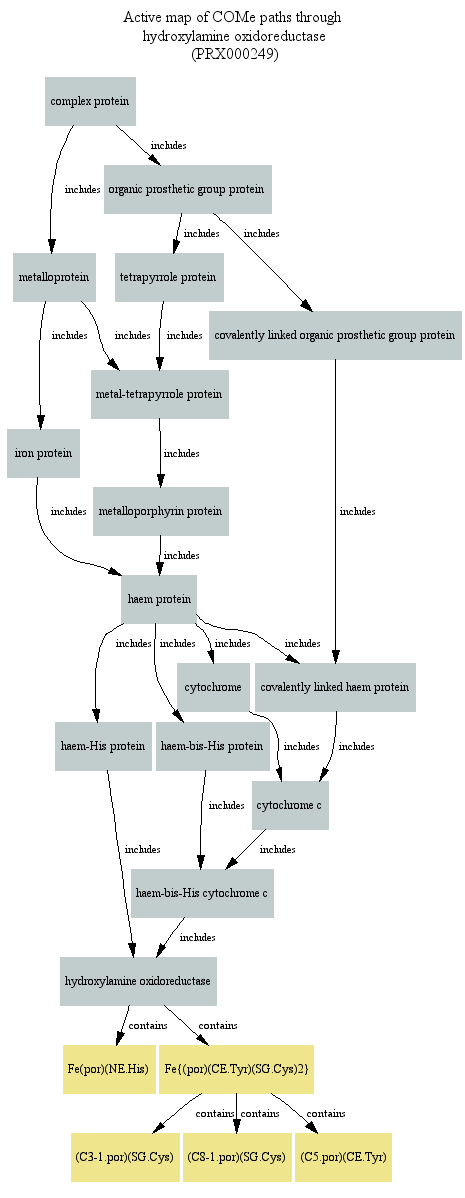 Active map of COMe paths through
hydroxylamine oxidoreductase
(PRX000249)
complex protein
includes
organic prosthetic group protein
includes
includes
includes
metalloprotein
tetrapyrrole protein
covalently linked organic prosthetic group protein
includes
includes
includes
metal-tetrapyrrole protein
iron protein
includes
metalloporphyrin protein
includes
includes
includes
haem protein
includes
includes
includes
includes
cytochrome
covalently linked haem protein
haem-His protein
haem-bis-His protein
includes
includes
cytochrome c
includes
includes
includes
haem-bis-His cytochrome c
includes
hydroxylamine oxidoreductase
contains
contains
Fe(por)(NE.His)
Fe{(por)(CE.Tyr)(SG.Cys)2}
contains
contains
contains
(C3-1.por)(SG.Cys)
(C8-1.por)(SG.Cys)
(C5.por)(CE.Tyr)